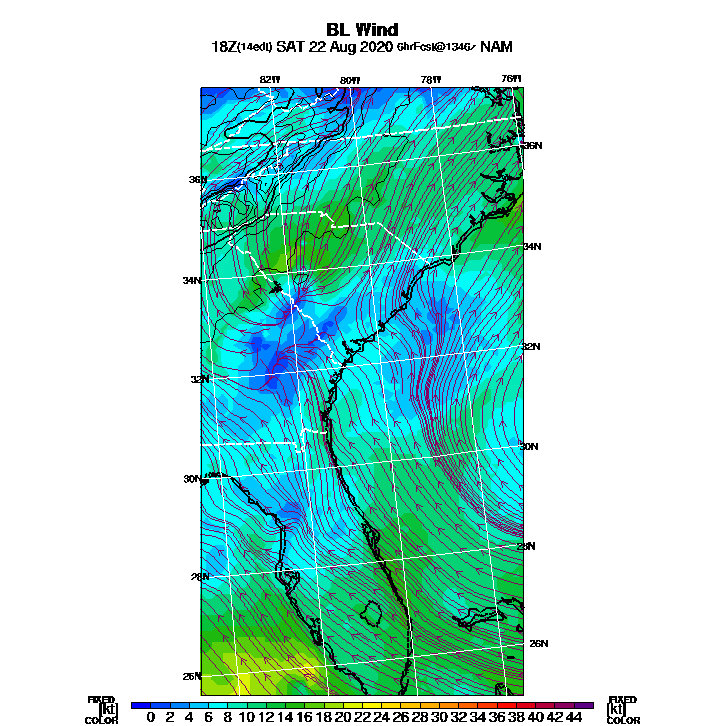 BL Wind
18Z(14edt) SAT 22 Aug 2020 6hrFcst@1346z NAM
82W 80W 78W 76W
36N
36N
34N
34N
32N
32N
30N
30N
28N
28N
26N
26N
FIXED FIXED
[kt] 0 2 4 6 8 10 12 14 16 18 20 22 24 26 28 30 32 34 36 38 40 42 44 [kt]
COLOR COLOR